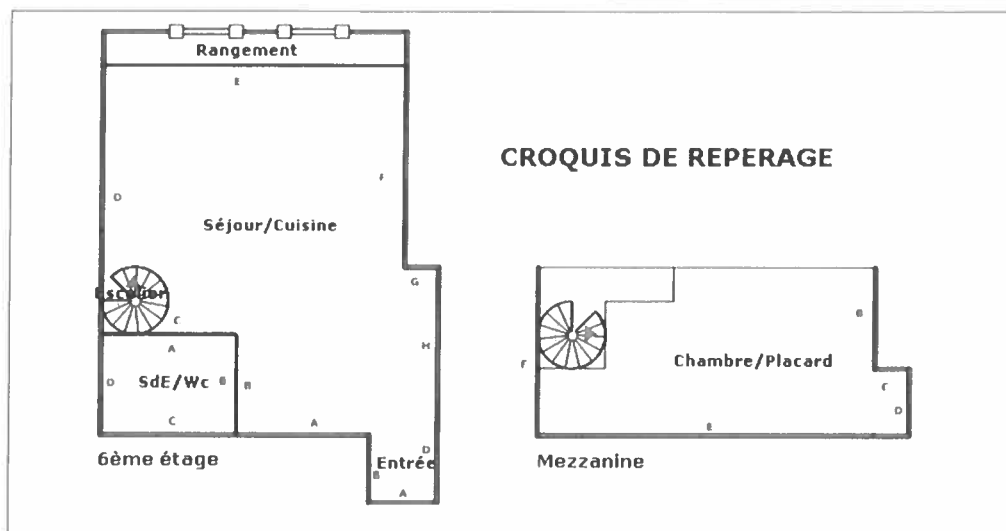 Rangement
E
CROQUIS DE REPERAGE
F
D
Séjour/Cuisine
G
Escalier
C
H
A
D
SdE/Wc
B
B
C
A
D
Entrée
B
A
6ème étage
B
F
Chambre/Placard
C
D
E
Mezzanine